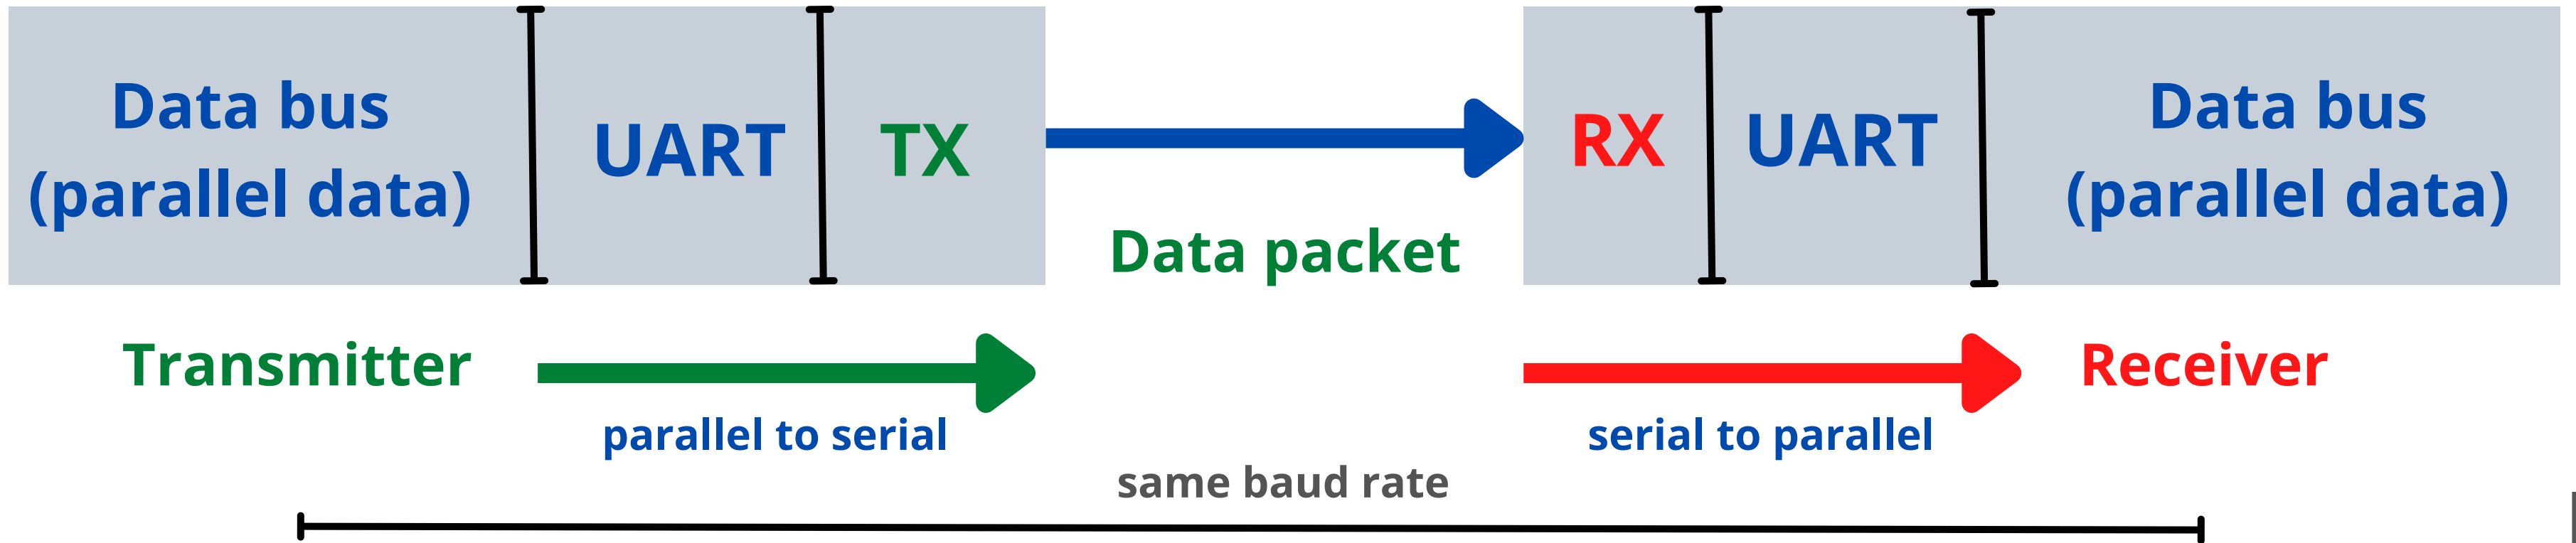 Data bus
(parallel data)
UART
TX
Data packet
RX
UART
Data bus
(parallel data)
Transmitter
parallel to serial
serial to parallel
Receiver
same baud rate